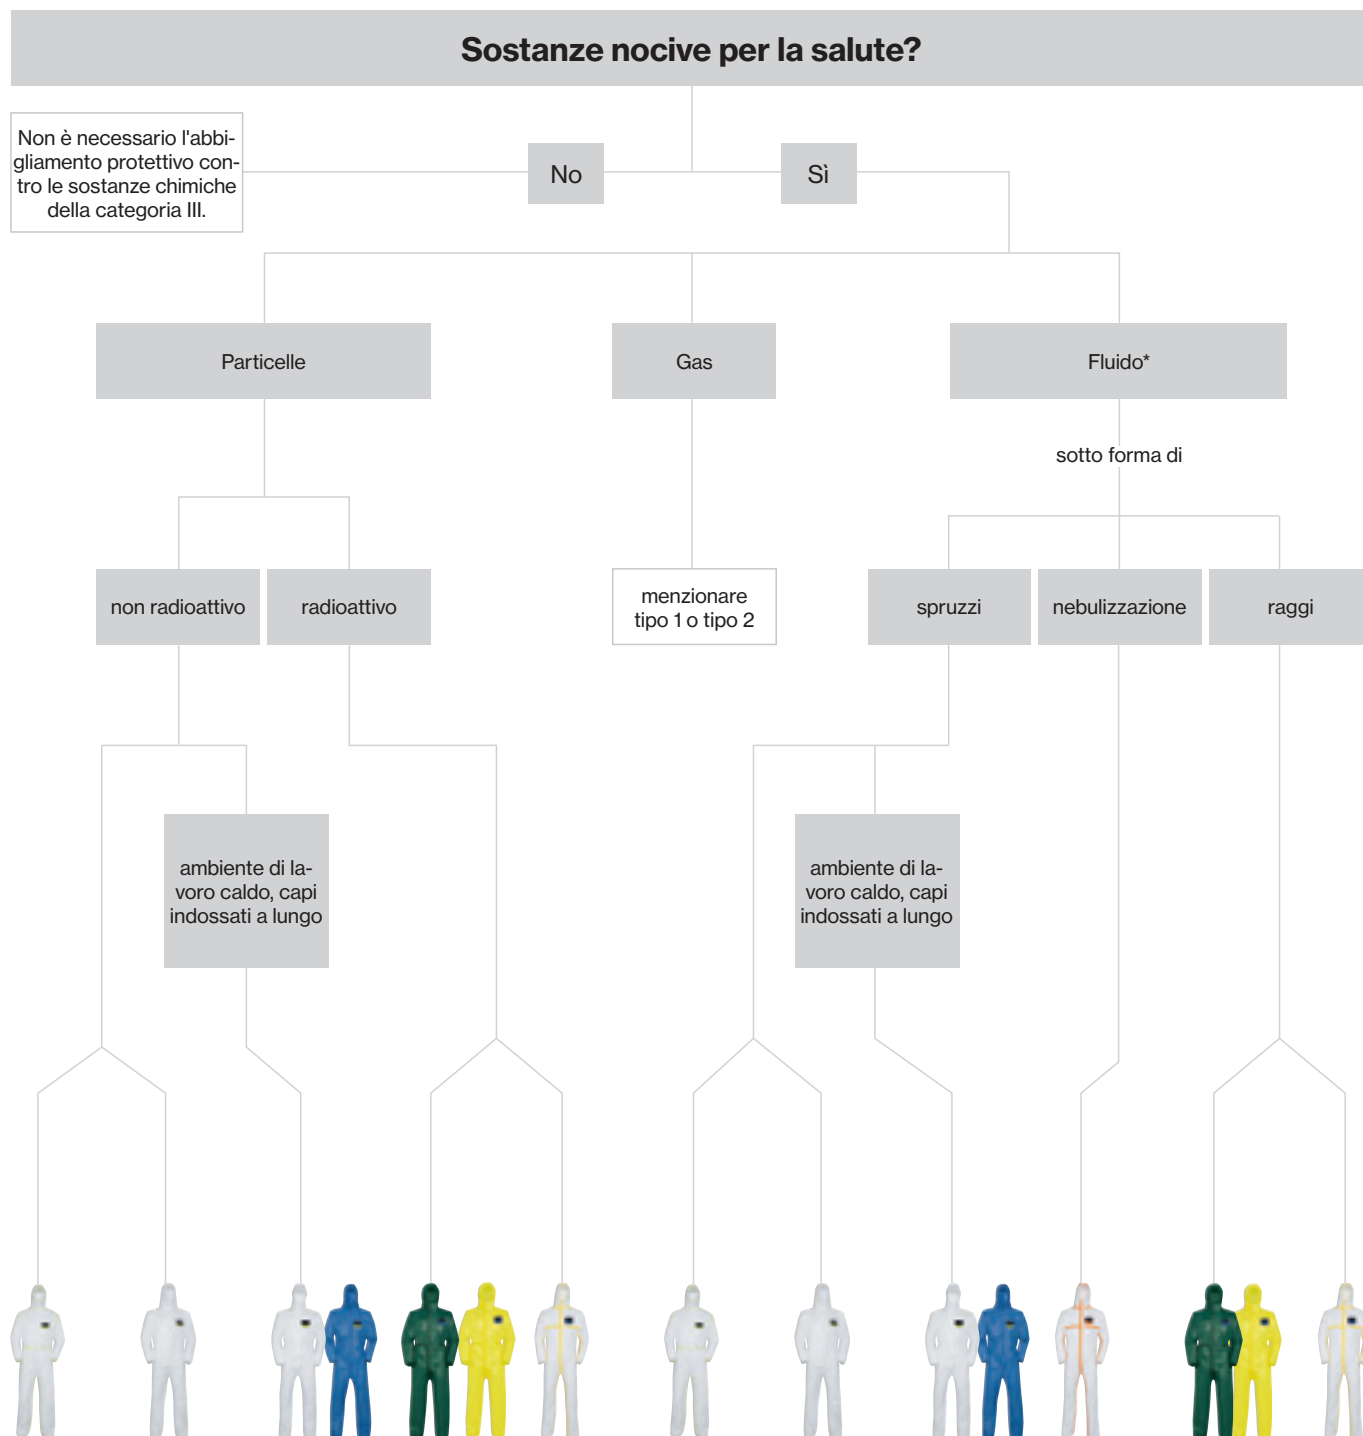 Sostanze nocive per la salute?
Non è necessario l'abbi-
gliamento protettivo con-
tro le sostanze chimiche
della categoria III.
No
Sì
Particelle
Gas
Fluido*
sotto forma di
non radioattivo
radioattivo
menzionare
tipo 1 o tipo 2
spruzzi
nebulizzazione
raggi
ambiente di la-
voro caldo, capi
indossati a lungo
ambiente di la-
voro caldo, capi
indossati a lungo